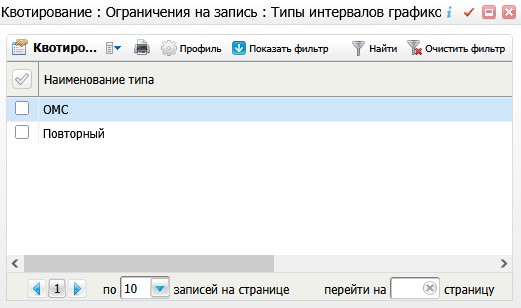 Квотирование : Ограничения на запись : Типы интервалов графико
Квотиро... Профиль Показать фильтр Найти Очистить фильтр
Наименование типа
ОМС
Повторный
1 по 10 записей на странице перейти на страницу